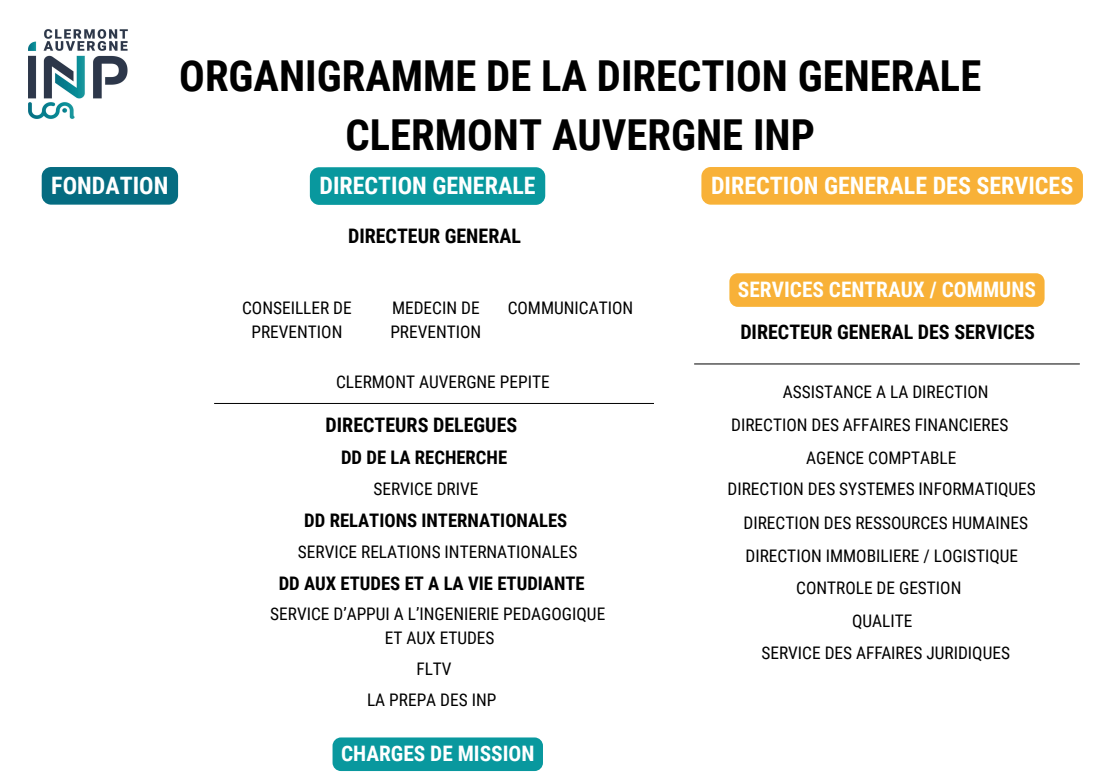 CLERMONT
AUVERGNE
INP
UCA
ORGANIGRAMME DE LA DIRECTION GENERALE
CLERMONT AUVERGNE INP
FONDATION
DIRECTION GENERALE
DIRECTEUR GENERAL
CONSEILLER DE
PREVENTION
MEDECIN DE
PREVENTION
COMMUNICATION
CLERMONT AUVERGNE PEPITE
DIRECTEURS DELEGUES
DD DE LA RECHERCHE
SERVICE DRIVE
DD RELATIONS INTERNATIONALES
SERVICE RELATIONS INTERNATIONALES
DD AUX ETUDES ET A LA VIE ETUDIANTE
SERVICE D’APPUI A L’INGENIERIE PEDAGOGIQUE
ET AUX ETUDES
FLTV
LA PREPA DES INP
CHARGES DE MISSION
DIRECTION GENERALE DES SERVICES
SERVICES CENTRAUX / COMMUNS
DIRECTEUR GENERAL DES SERVICES
ASSISTANCE A LA DIRECTION
DIRECTION DES AFFAIRES FINANCIERES
AGENCE COMPTABLE
DIRECTION DES SYSTEMES INFORMATIQUES
DIRECTION DES RESSOURCES HUMAINES
DIRECTION IMMOBILIERE / LOGISTIQUE
CONTROLE DE GESTION
QUALITE
SERVICE DES AFFAIRES JURIDIQUES